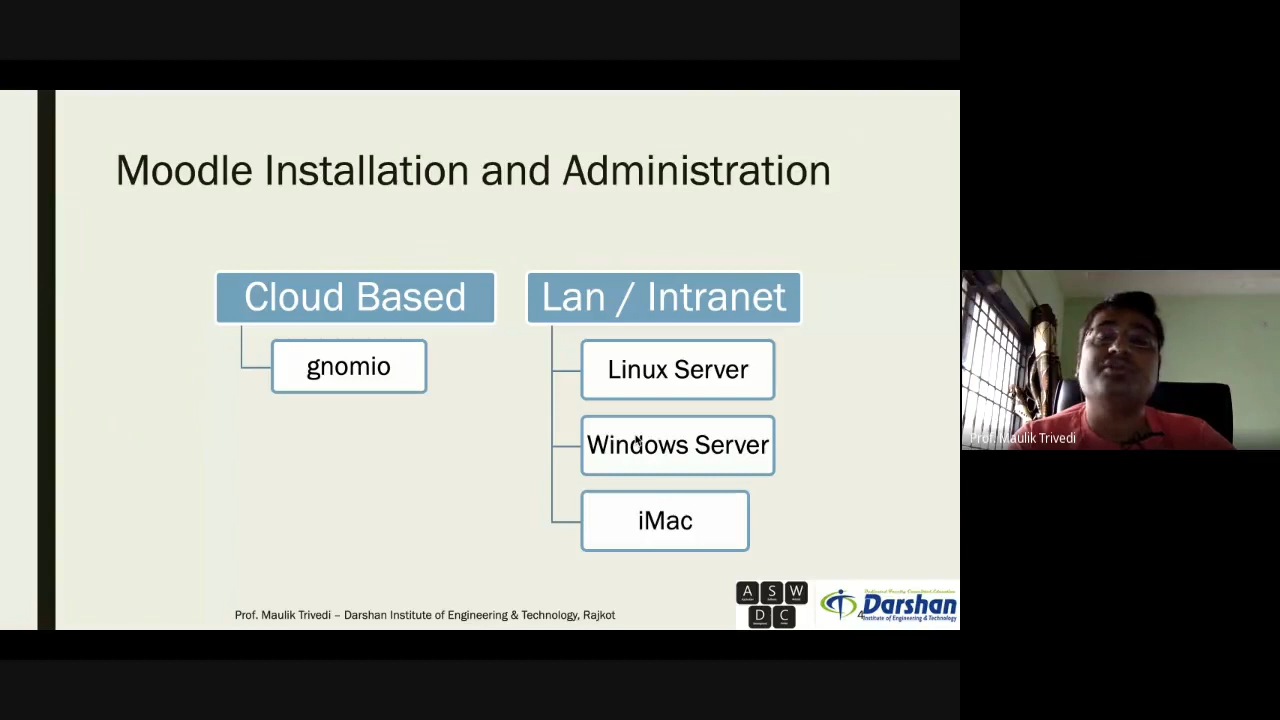 Moodle Installation and Administration
Cloud Based
gnomio
Lan / Intranet
Linux Server
Windows Server
iMac
Prof. Maulik Trivedi – Darshan Institute of Engineering & Technology, Rajkot
A S W
D C
4
Darshan
Institute of Engineering & Technology
Prof. Maulik Trivedi